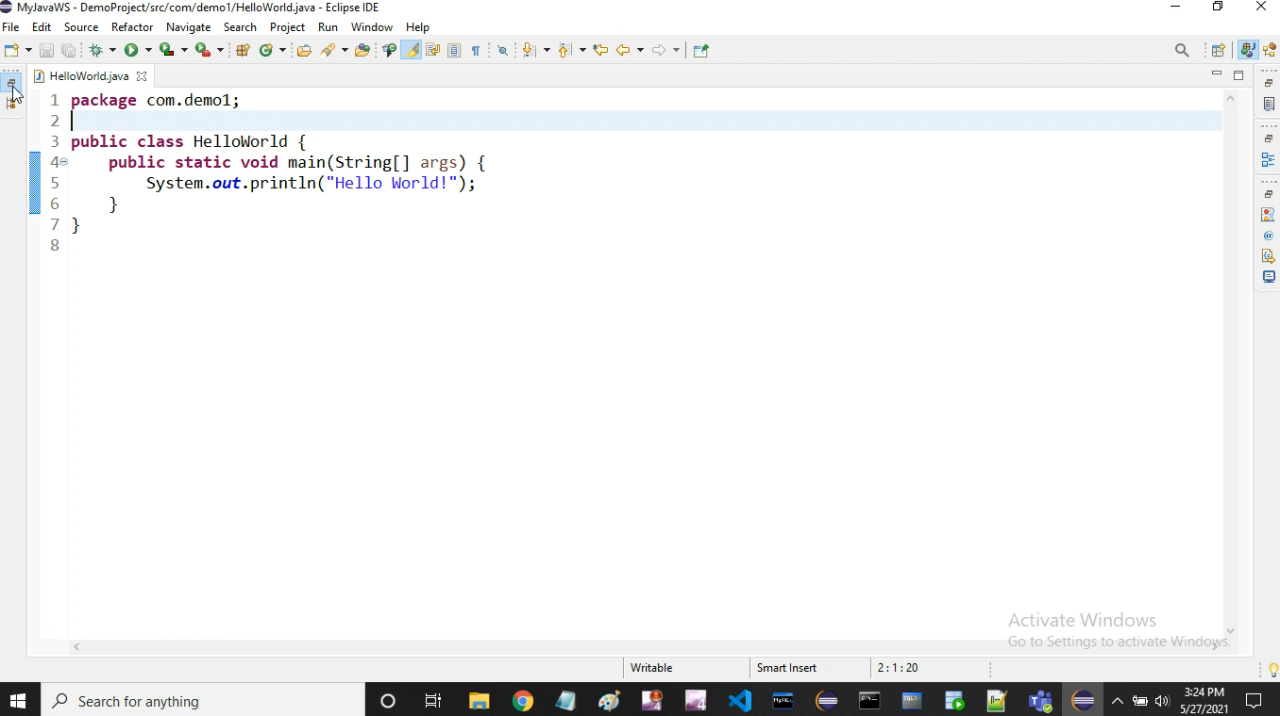 MyJavaWS - DemoProject/src/com/demo1/HelloWorld.java - Eclipse IDE
File Edit Source Refactor Navigate Search Project Run Window Help
HelloWorld.java
1 package com.demo1;
2
3 public class HelloWorld {
4 public static void main(String[] args) {
5 System.out.println("Hello World!");
6 }
7 }
8
Activate Windows
Go to Settings to activate Windows.
Writable Smart Insert 2 : 1 : 20
Search for anything
3:24 PM
5/27/2021